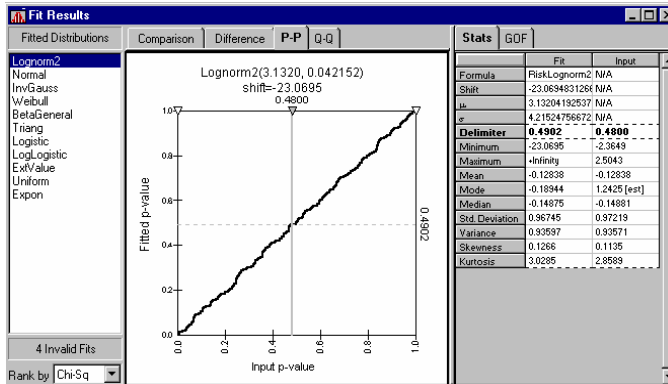 Fit Results
Fitted Distributions
Comparison Difference P-P Q-Q
Stats GOF
Lognorm2
Normal
InvGauss
Weibull
BetaGeneral
Triang
Logistic
LogLogistic
ExtValue
Uniform
Expon
4 Invalid Fits
Rank by Chi-Sq
Lognorm2(3.1320, 0.042152)
shift=-23.0695
0.4800
1.0
0.8
0.6
0.4
0.2
0.0
Fitted p-value
0.4902
0.0 0.2 0.4 0.6 0.8 1.0
Input p-value
Fit Input
Formula RiskLognorm2 N/A
Shift -23.0694831266 N/A
μ 3.13204192537 N/A
σ 4.21524756672 N/A
Delimiter 0.4902 0.4800
Minimum -23.0695 -2.3649
Maximum +Infinity 2.5043
Mean -0.12838 -0.12838
Mode -0.18944 1.2425 [est]
Median -0.14875 -0.14881
Std. Deviation 0.96745 0.97219
Variance 0.93597 0.93571
Skewness 0.1266 0.1135
Kurtosis 3.0285 2.8589